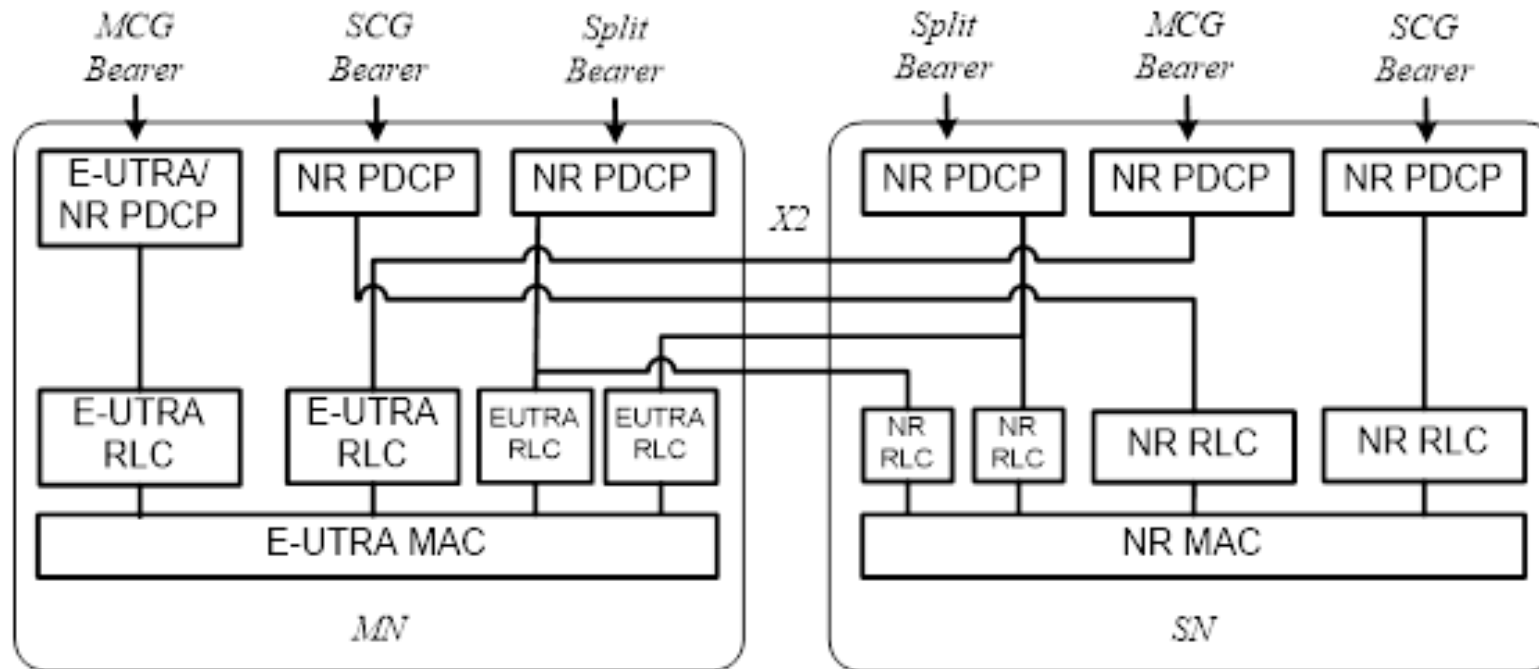 MCG
Bearer
SCG
Bearer
Split
Bearer
Split
Bearer
MCG
Bearer
SCG
Bearer
E-UTRA/
NR PDCP
NR PDCP
NR PDCP
X2
NR PDCP
NR PDCP
NR PDCP
E-UTRA
RLC
E-UTRA
RLC
EUTRA
RLC
EUTRA
RLC
NR
RLC
NR
RLC
NR RLC
NR RLC
E-UTRA MAC
NR MAC
MN
SN